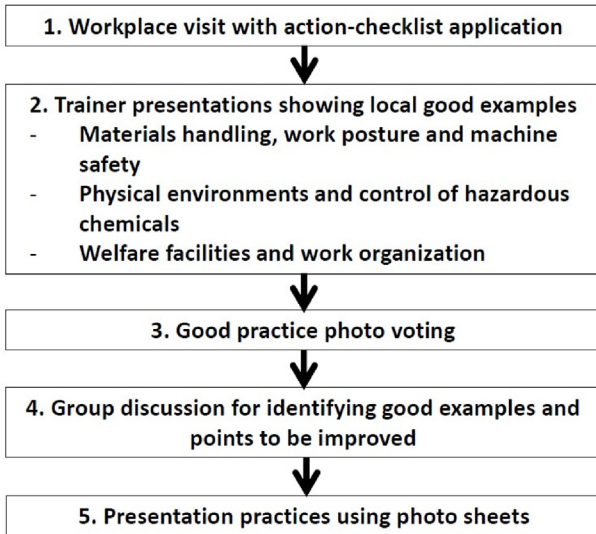 1. Workplace visit with action-checklist application
2. Trainer presentations showing local good examples
- Materials handling, work posture and machine
safety
- Physical environments and control of hazardous
chemicals
- Welfare facilities and work organization
3. Good practice photo voting
4. Group discussion for identifying good examples and
points to be improved
5. Presentation practices using photo sheets